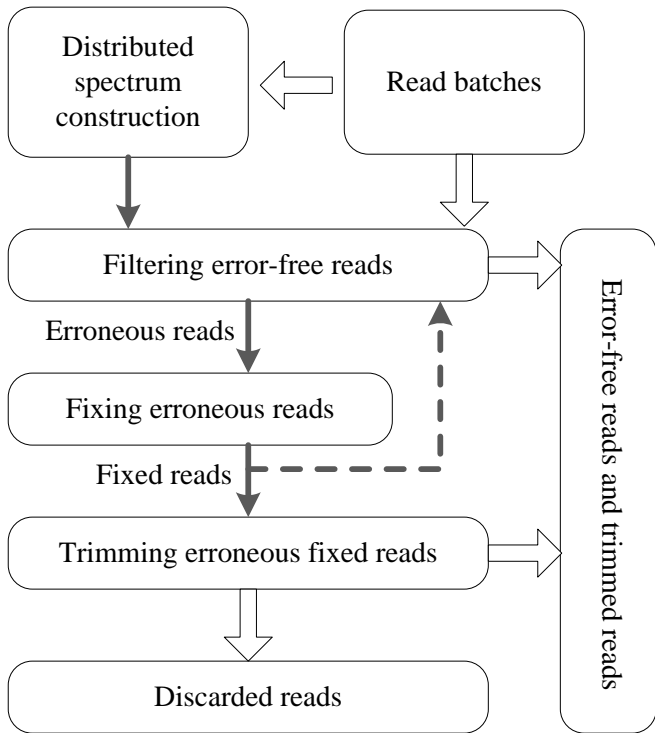 Distributed
spectrum
construction
Read batches
Filtering error-free reads
Erroneous reads
Fixing erroneous reads
Fixed reads
Trimming erroneous fixed reads
Discarded reads
Error-free reads and trimmed reads